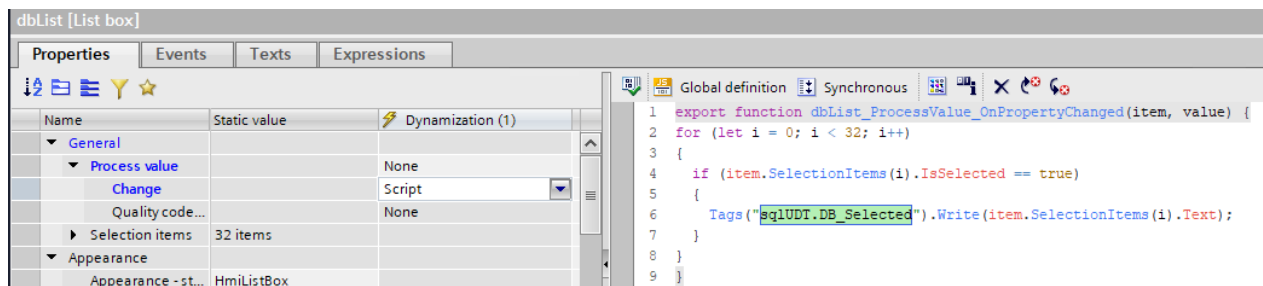 dbList [List box]
Properties Events Texts Expressions
Name Static value Dynamization (1)
General
Process value None
Change Script
Quality code... None
Selection items 32 items
Appearance
Appearance - st... HmiListBox
Global definition Synchronous
1 export function dbList_ProcessValue_OnPropertyChanged(item, value) {
2 for (let i = 0; i < 32; i++)
3 {
4 if (item.SelectionItems(i).IsSelected == true)
5 {
6 Tags("sqlUDT.DB_Selected").Write(item.SelectionItems(i).Text);
7 }
8 }
9 }